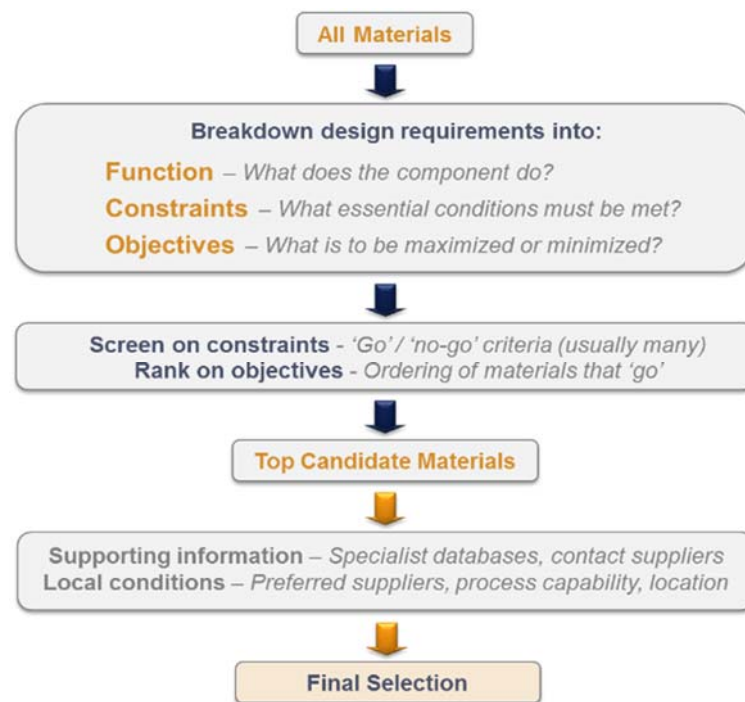 All Materials
Breakdown design requirements into:
Function – What does the component do?
Constraints – What essential conditions must be met?
Objectives – What is to be maximized or minimized?
Screen on constraints - ‘Go’ / ‘no-go’ criteria (usually many)
Rank on objectives - Ordering of materials that ‘go’
Top Candidate Materials
Supporting information – Specialist databases, contact suppliers
Local conditions – Preferred suppliers, process capability, location
Final Selection